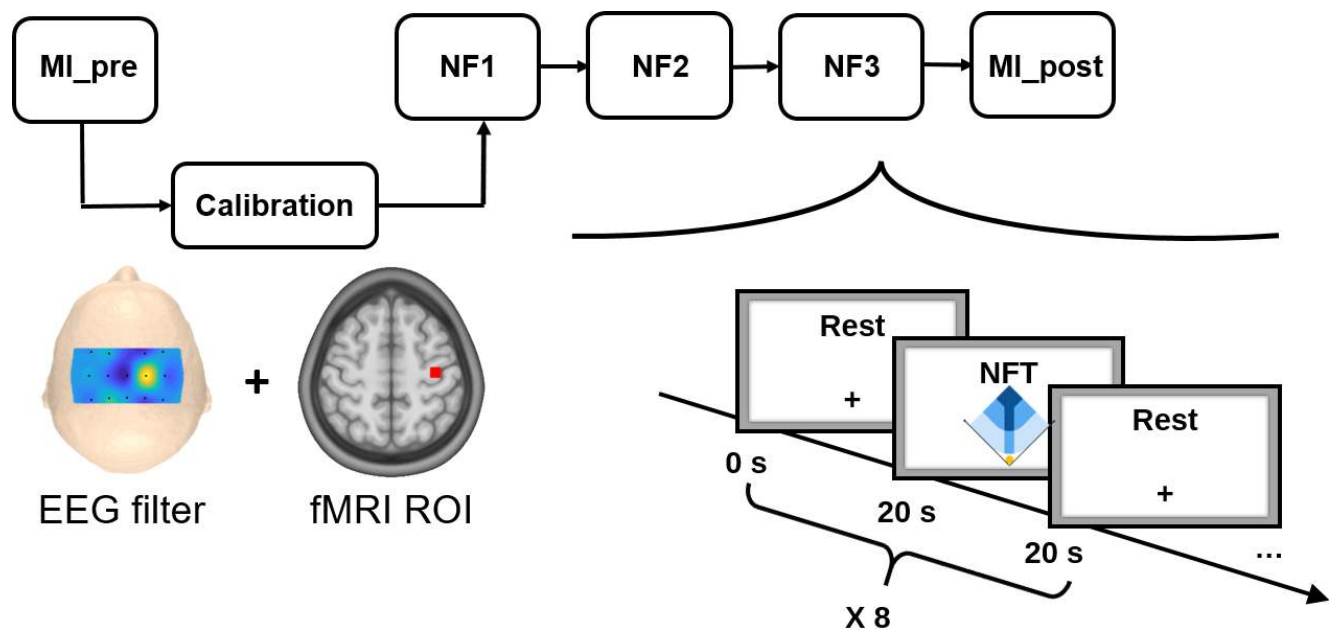 MI_pre
NF1
NF2
NF3
MI_post
Calibration
+
EEG filter
fMRI ROI
Rest
+
NFT
Rest
+
0 s
20 s
20 s
...
X 8